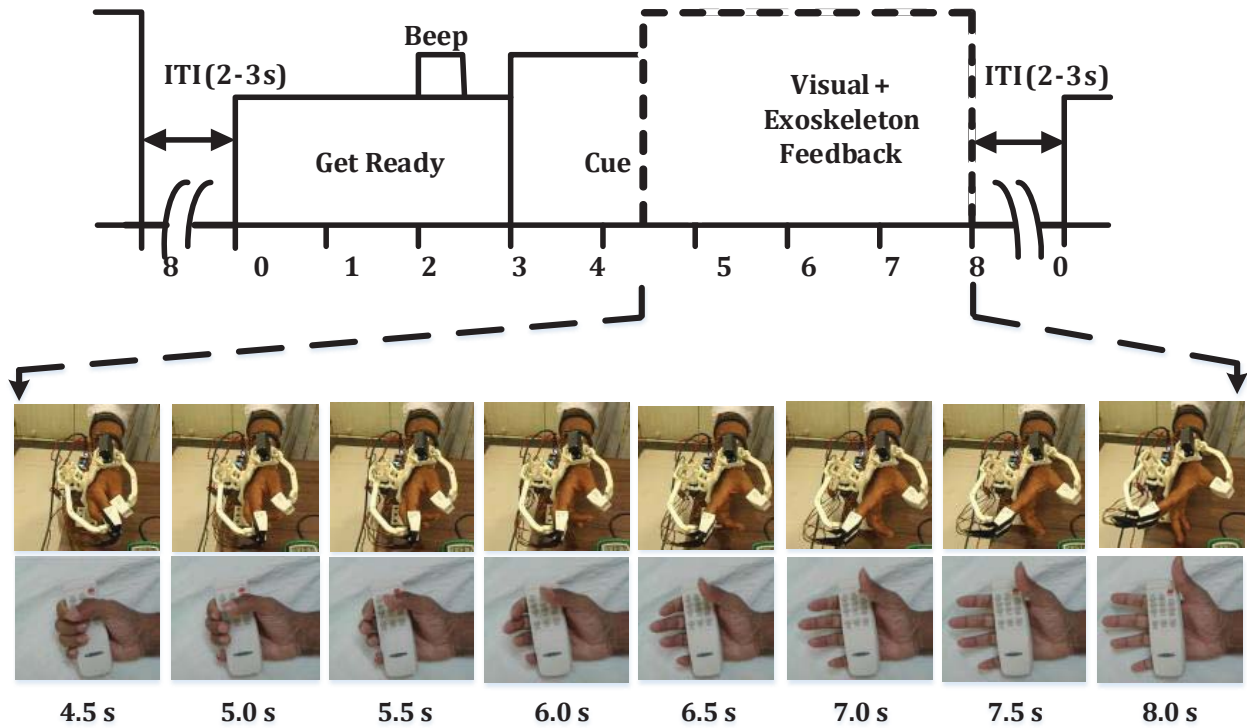 Beep
ITI(2-3s)
ITI(2-3s)
Visual +
Exoskeleton
Feedback
Get Ready
Cue
8 0 1 2 3 4 5 6 7 8 0
4.5 s 5.0 s 5.5 s 6.0 s 6.5 s 7.0 s 7.5 s 8.0 s